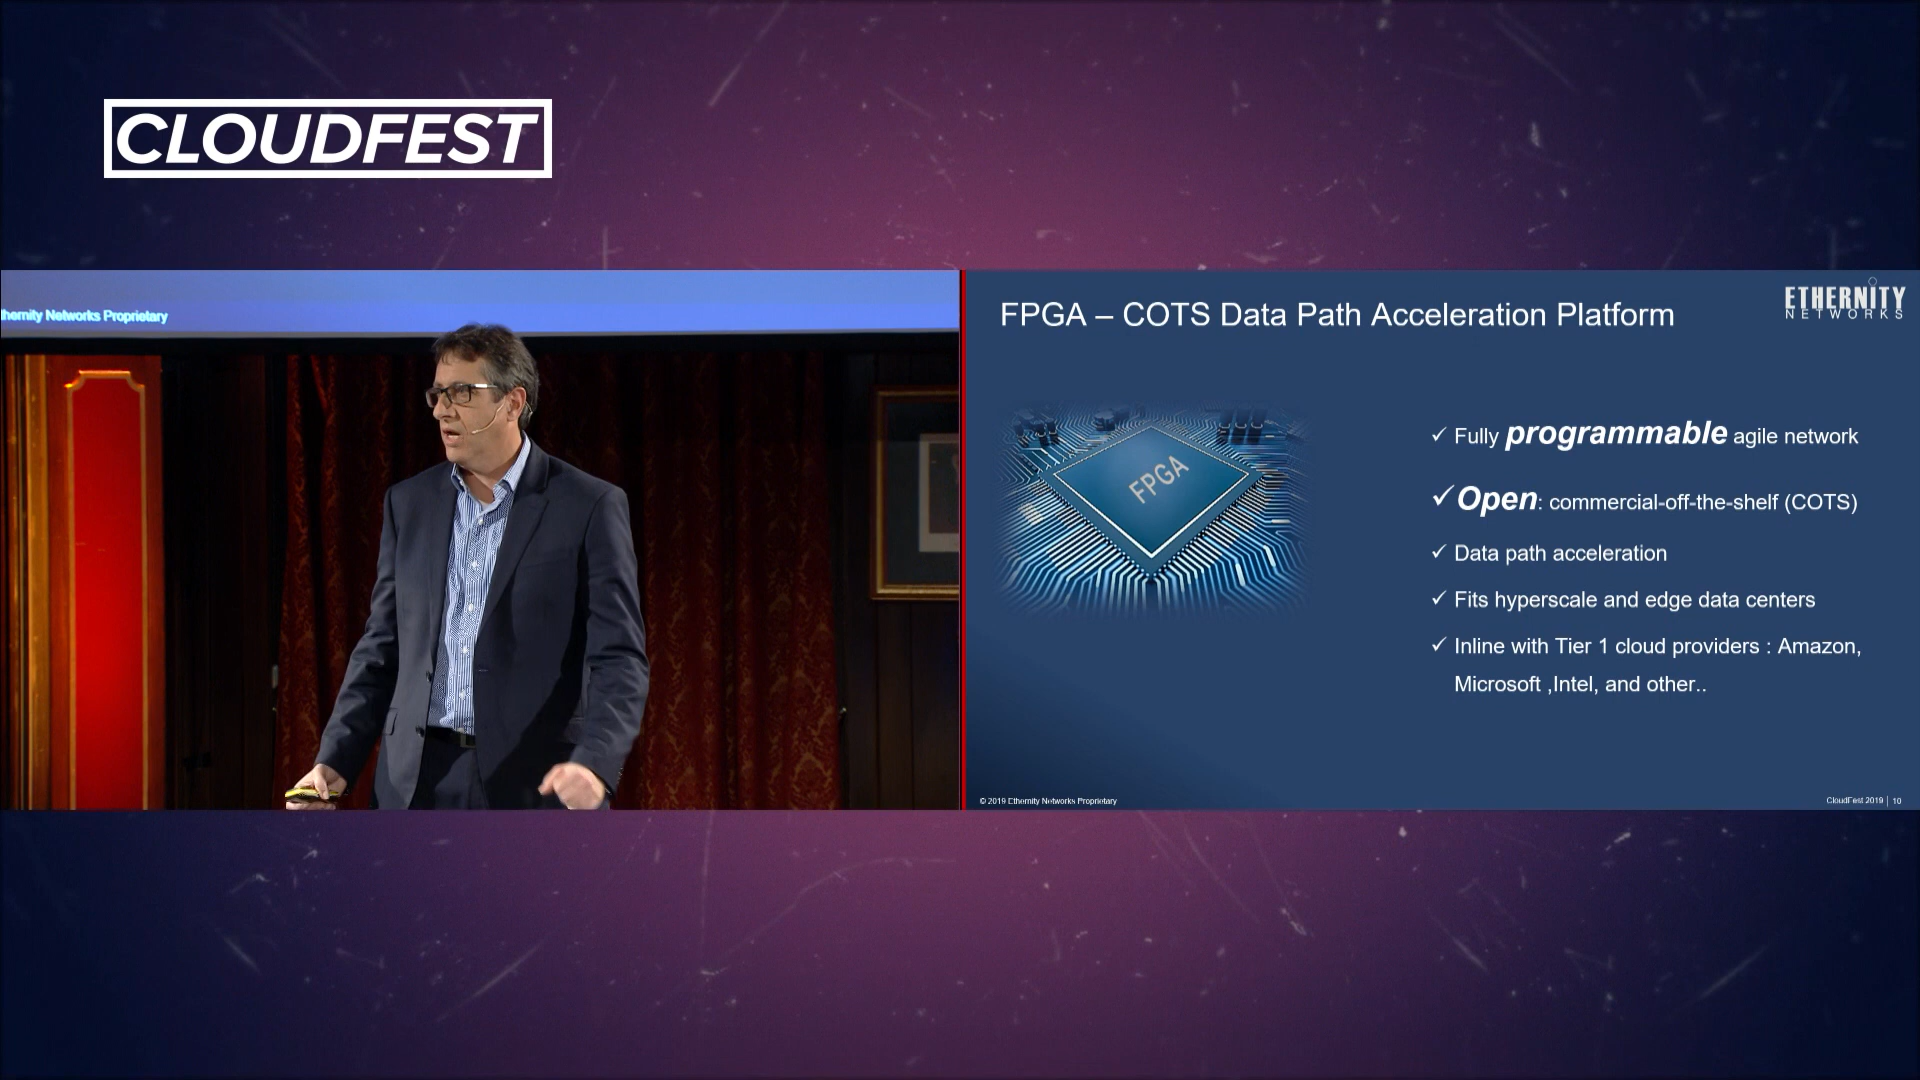 CLOUDFEST
thernity Networks Proprietary
FPGA – COTS Data Path Acceleration Platform
ETHERNITY
NETWORKS
FPGA
✓ Fully programmable agile network
✓ Open: commercial-off-the-shelf (COTS)
✓ Data path acceleration
✓ Fits hyperscale and edge data centers
✓ Inline with Tier 1 cloud providers : Amazon,
Microsoft ,Intel, and other..
© 2019 Ethernity Networks Proprietary
CloudFest 2019 | 10